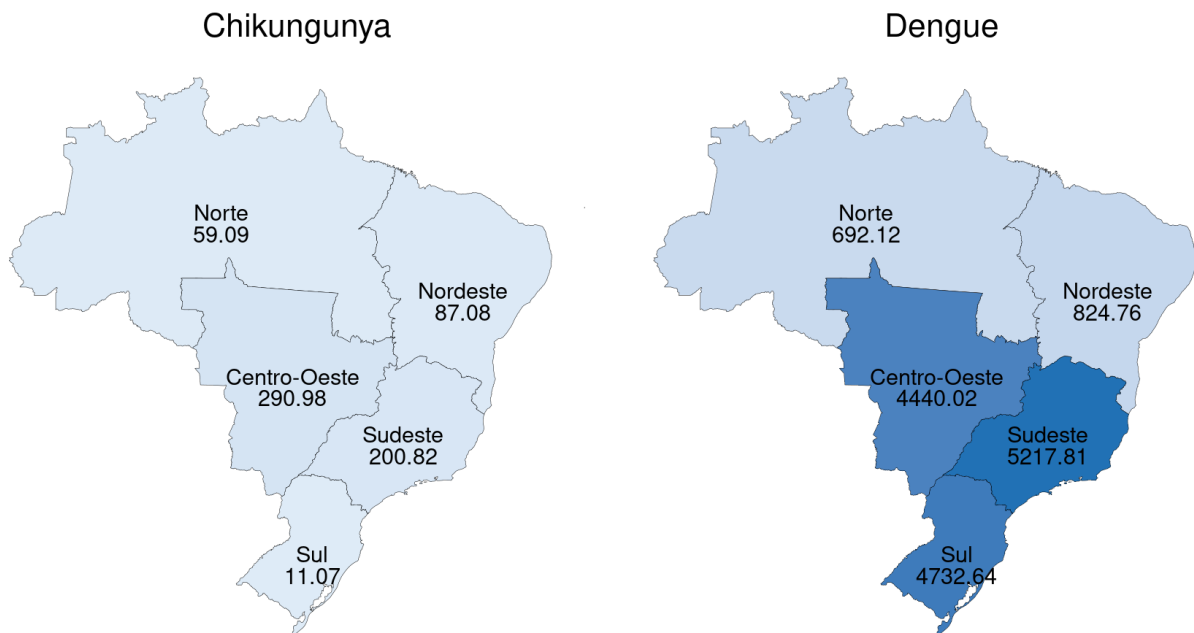 Chikungunya
Norte
59.09
Nordeste
87.08
Centro-Oeste
290.98
Sudeste
200.82
Sul
11.07
Dengue
Norte
692.12
Nordeste
824.76
Centro-Oeste
4440.02
Sudeste
5217.81
Sul
4732.64